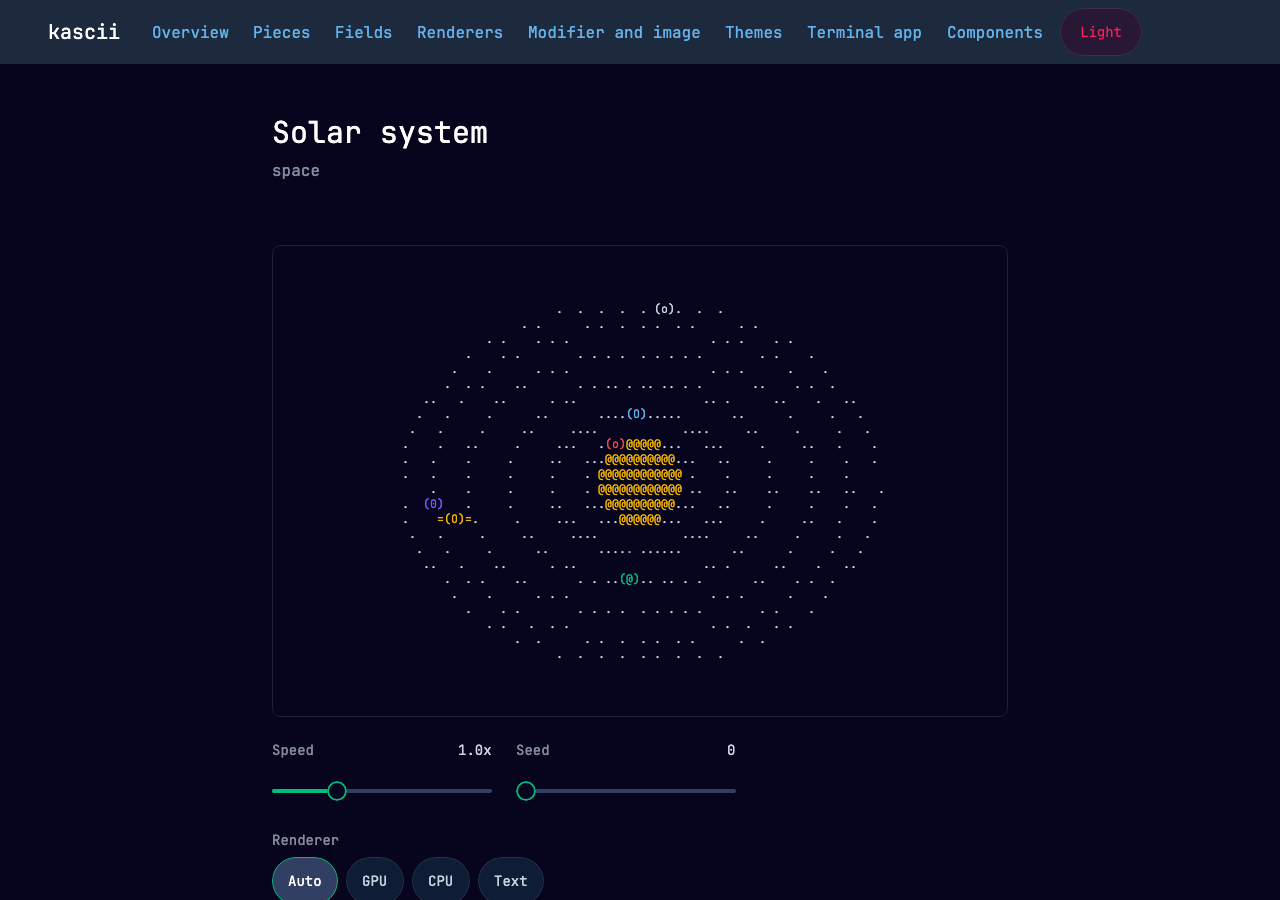 kascii Overview Pieces Fields Renderers Modifier and image Themes Terminal app Components Light
Solar system
space
(o)
(O)
(o)@@@@@
@@@@@@@@@@
@@@@@@@@@@@@
@@@@@@@@@@@@
(O) @@@@@@@@@@
=(O)= @@@@@@
(@)
Speed 1.0x Seed 0
Renderer
Auto GPU CPU Text